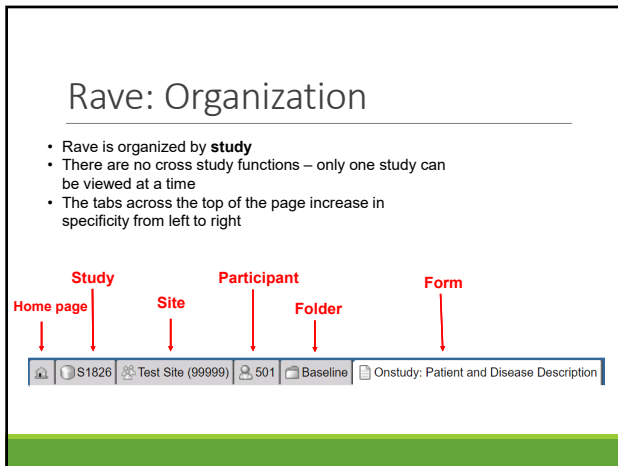 Rave: Organization
• Rave is organized by study
• There are no cross study functions – only one study can
be viewed at a time
• The tabs across the top of the page increase in
specificity from left to right
Study
Participant
Form
Home page
Site
Folder
S1826
Test Site (99999)
501
Baseline
Onstudy: Patient and Disease Description